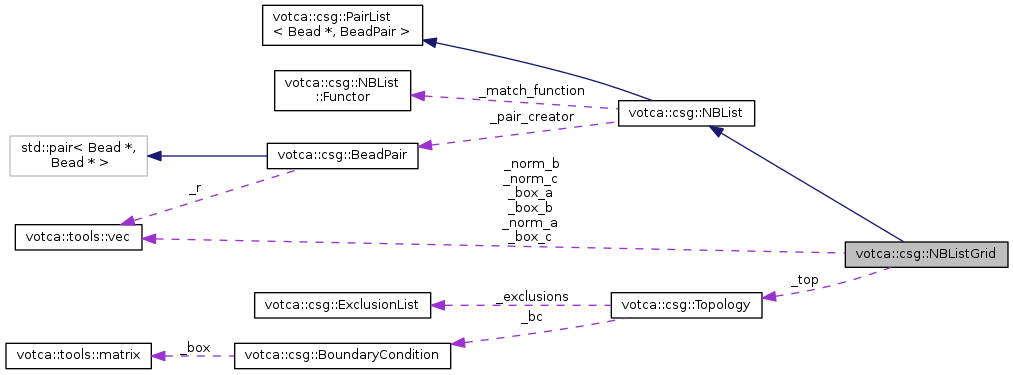 votca::csg::PairList
< Bead *, BeadPair >
votca::csg::NBList
::Functor
_match_function
votca::csg::NBList
_pair_creator
std::pair< Bead *,
Bead * >
votca::csg::BeadPair
_r
_norm_b
_norm_c
_box_a
_box_b
_norm_a
_box_c
votca::tools::vec
votca::csg::NBListGrid
_top
votca::csg::ExclusionList
_exclusions
votca::csg::Topology
_bc
votca::tools::matrix
_box
votca::csg::BoundaryCondition